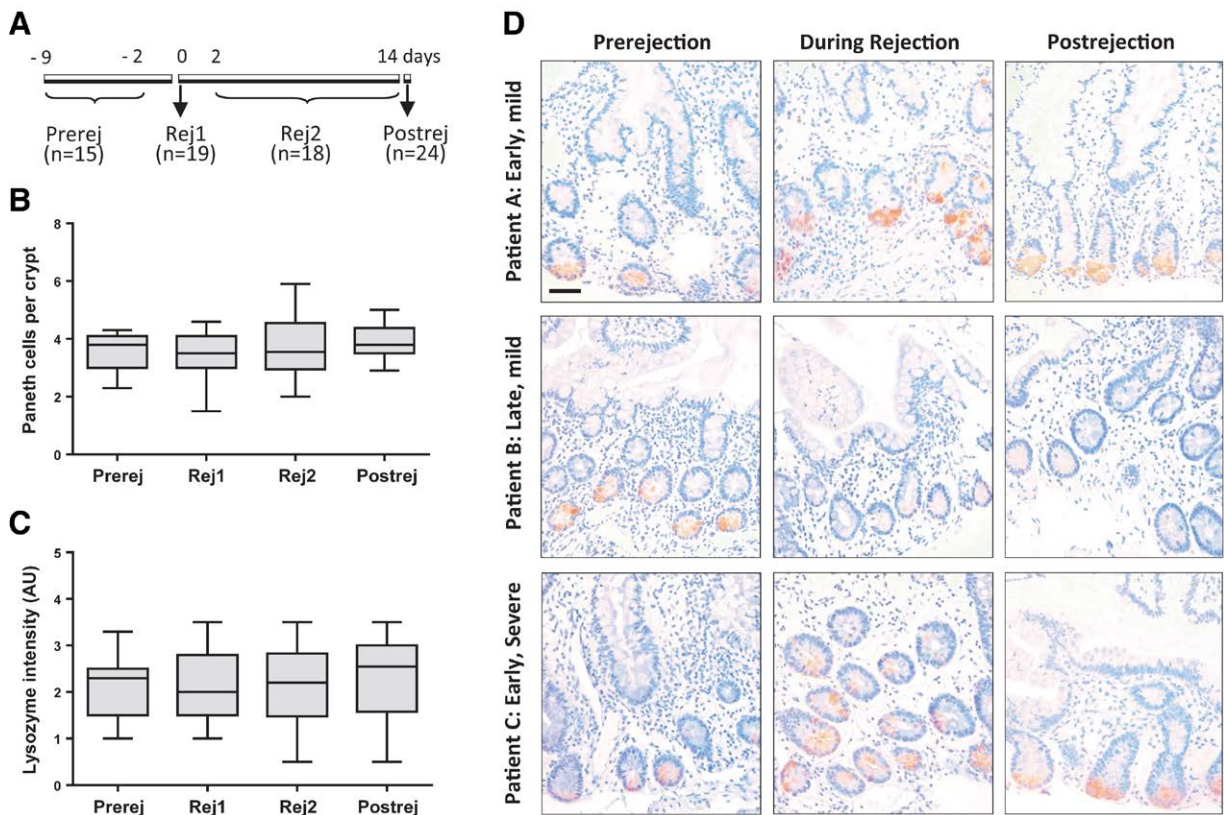 A
-9
-2
0
2
14 days
Prerej
(n=15)
Rej1
(n=19)
Rej2
(n=18)
Postrej
(n=24)
B
Paneth cells per crypt
8
6
4
2
0
Prerej Rej1 Rej2 Postrej
C
Lysozyme intensity (AU)
5
4
3
2
1
0
Prerej Rej1 Rej2 Postrej
D
Prerejection During Rejection Postrejection
Patient A: Early, mild
Patient B: Late, mild
Patient C: Early, Severe